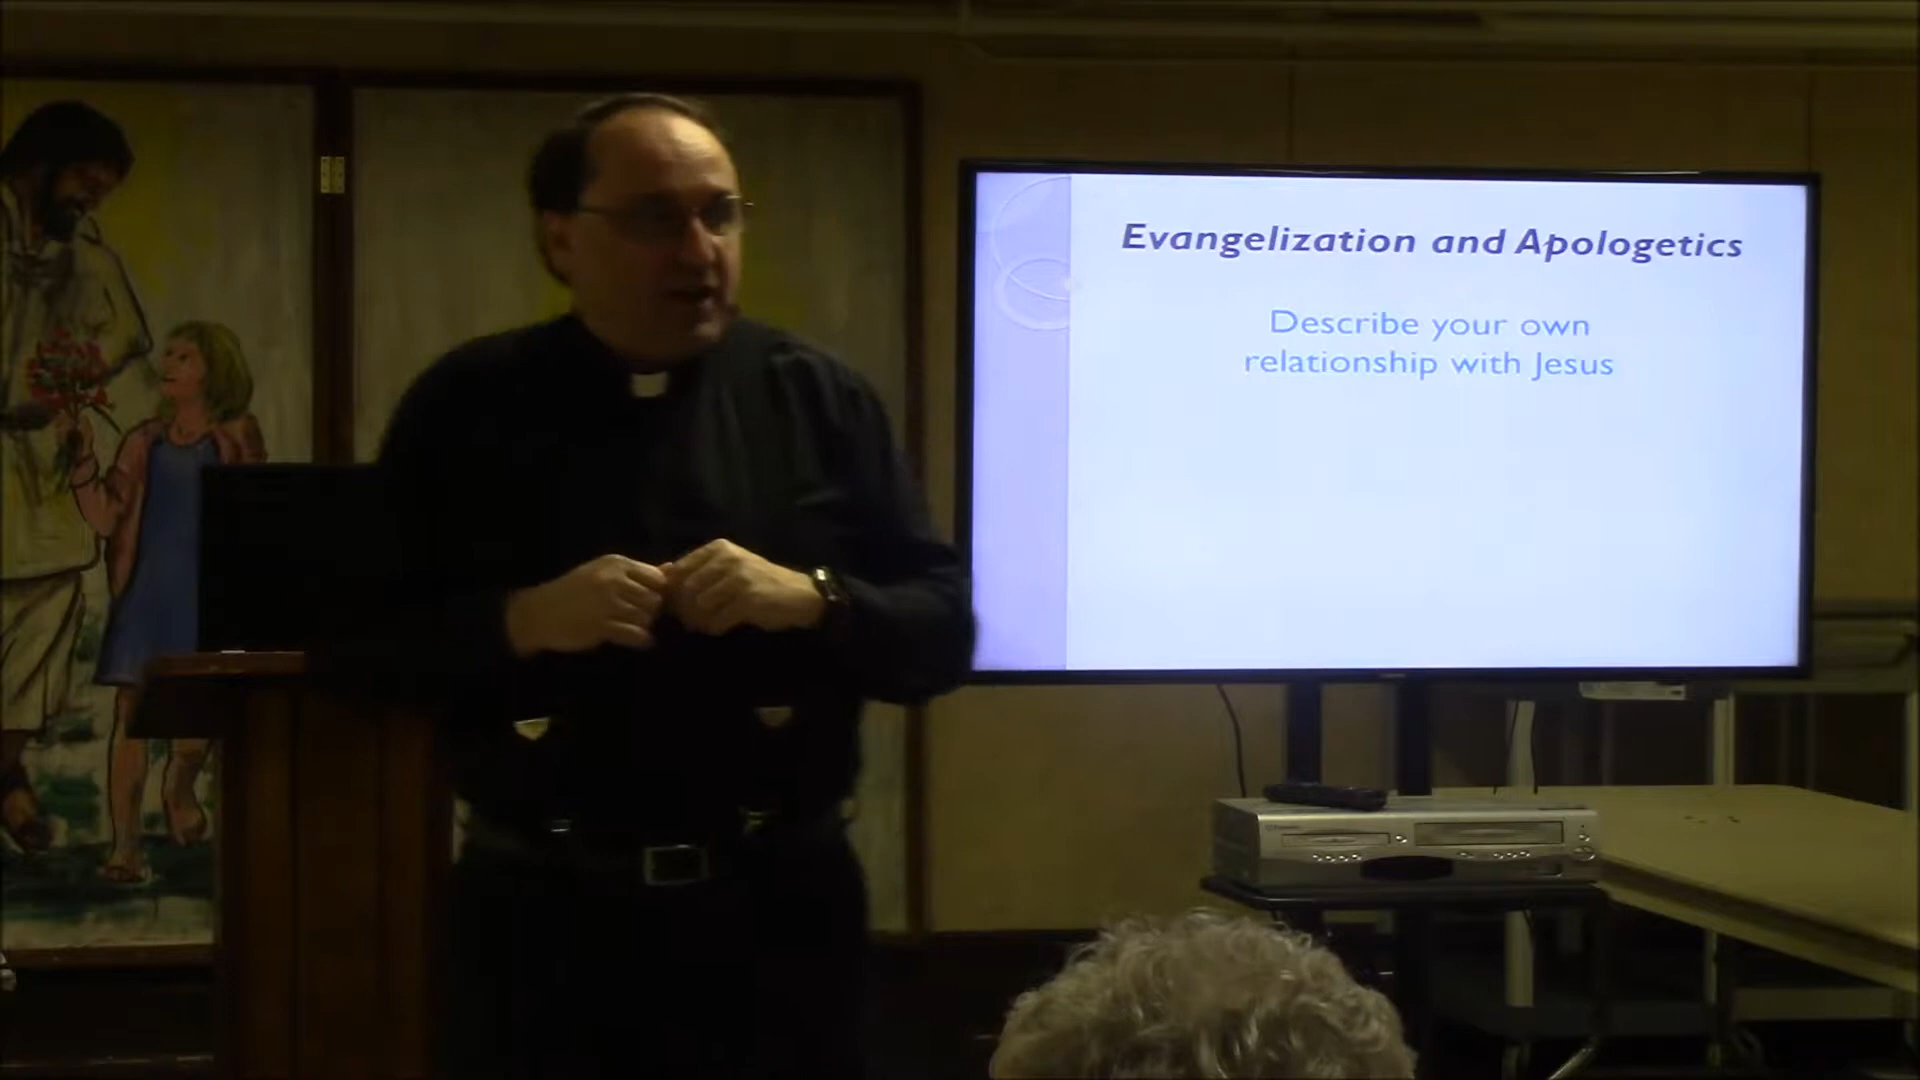 Evangelization and Apologetics
Describe your own
relationship with Jesus